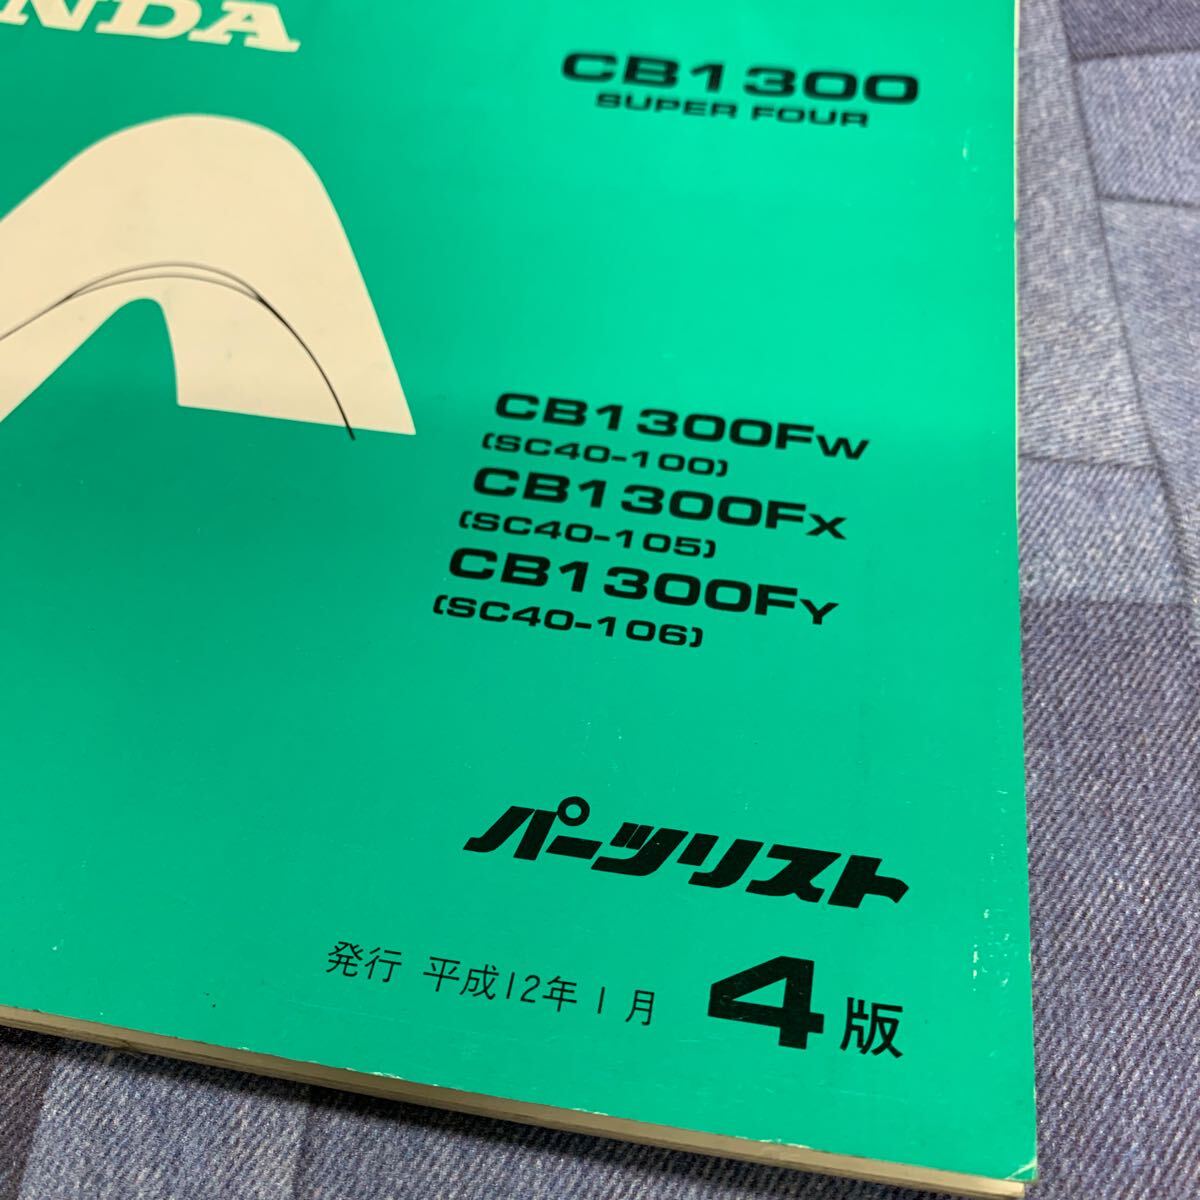 NDA
CB1300
SUPER FOUR
CB1300FW
(SC40-100)
CB1300FX
(SC40-105)
CB1300FY
(SC40-106)
パーツリスト
発行 平成12年1月 4版